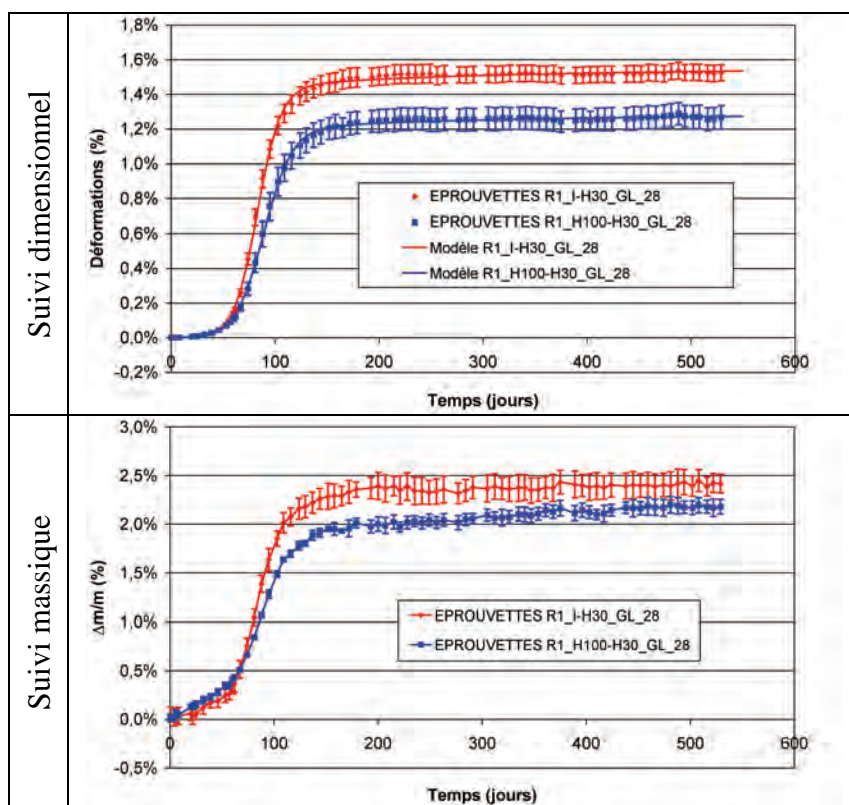 Suivi dimensionnel
Déformations (%)
1,8%
1,6%
1,4%
1,2%
1,0%
0,8%
0,6%
0,4%
0,2%
0,0%
-0,2%
EPROUVETTES R1_I-H30_GL_28
EPROUVETTES R1_H100-H30_GL_28
Modèle R1_I-H30_GL_28
Modèle R1_H100-H30_GL_28
0 100 200 300 400 500 600
Temps (jours)
Suivi massique
Δm/m (%)
3,0%
2,5%
2,0%
1,5%
1,0%
0,5%
0,0%
-0,5%
EPROUVETTES R1_I-H30_GL_28
EPROUVETTES R1_H100-H30_GL_28
0 100 200 300 400 500 600
Temps (jours)